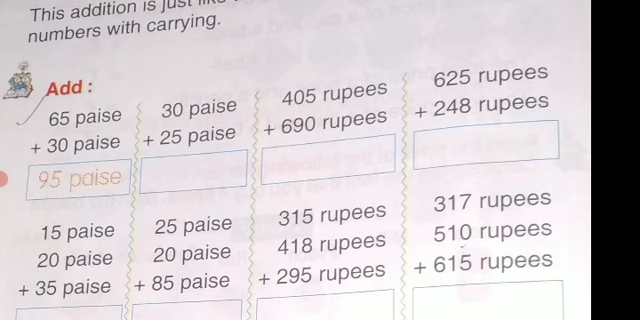 This addition is just
numbers with carrying.
Add :
65 paise 30 paise 405 rupees 625 rupees
+ 30 paise + 25 paise + 690 rupees + 248 rupees
95 paise
15 paise 25 paise 315 rupees 317 rupees
20 paise 20 paise 418 rupees 510 rupees
+ 35 paise + 85 paise + 295 rupees + 615 rupees